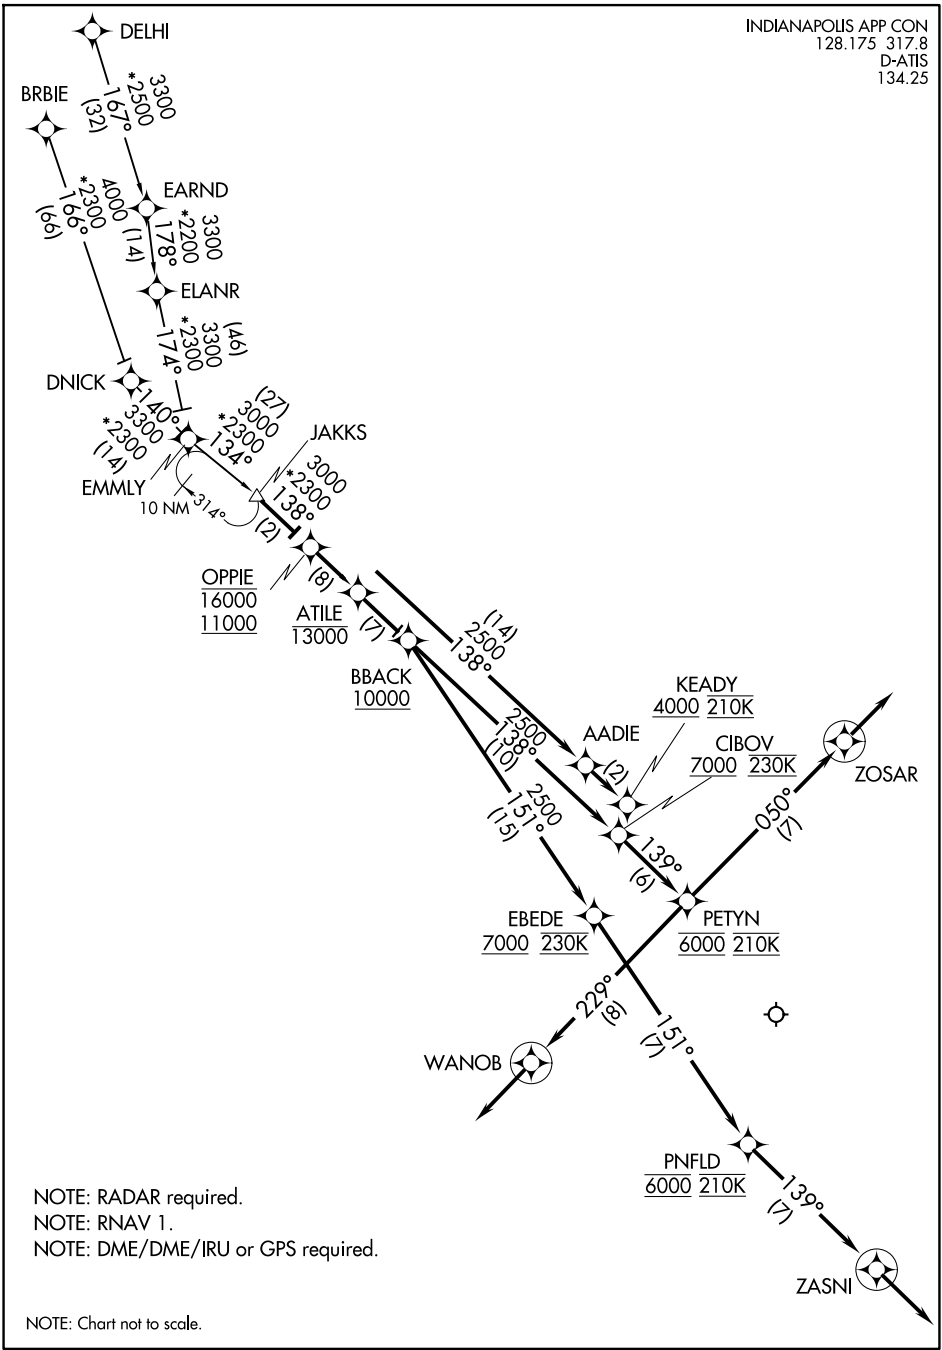 INDIANAPOLIS APP CON
128.175 317.8
D-ATIS
134.25
DELHI
3300
*2500
167°
(32)
BRBIE
4000
*2300
166°
(66)
EARND
3300
*2200
178°
(14)
ELANR
(46)
3300
*2300
174°
DNICK
140°
3300
*2300
(14)
EMMLY
(27)
3000
*2300
134°
JAKKS
10 NM
314°
3000
*2300
138°
(2)
OPPIE
16000
11000
(8)
ATILE
13000
(7)
BBACK
10000
(14)
2500
138°
KEADY
4000 210K
AADIE
(2)
CIBOV
7000 230K
2500
138°
(10)
ZOSAR
050°
(7)
2500
151°
(15)
139°
(6)
EBEDE
7000 230K
PETYN
6000 210K
229°
(8)
WANOB
151°
(7)
PNFLD
6000 210K
139°
(7)
ZASNI
NOTE: RADAR required.
NOTE: RNAV 1.
NOTE: DME/DME/IRU or GPS required.
NOTE: Chart not to scale.